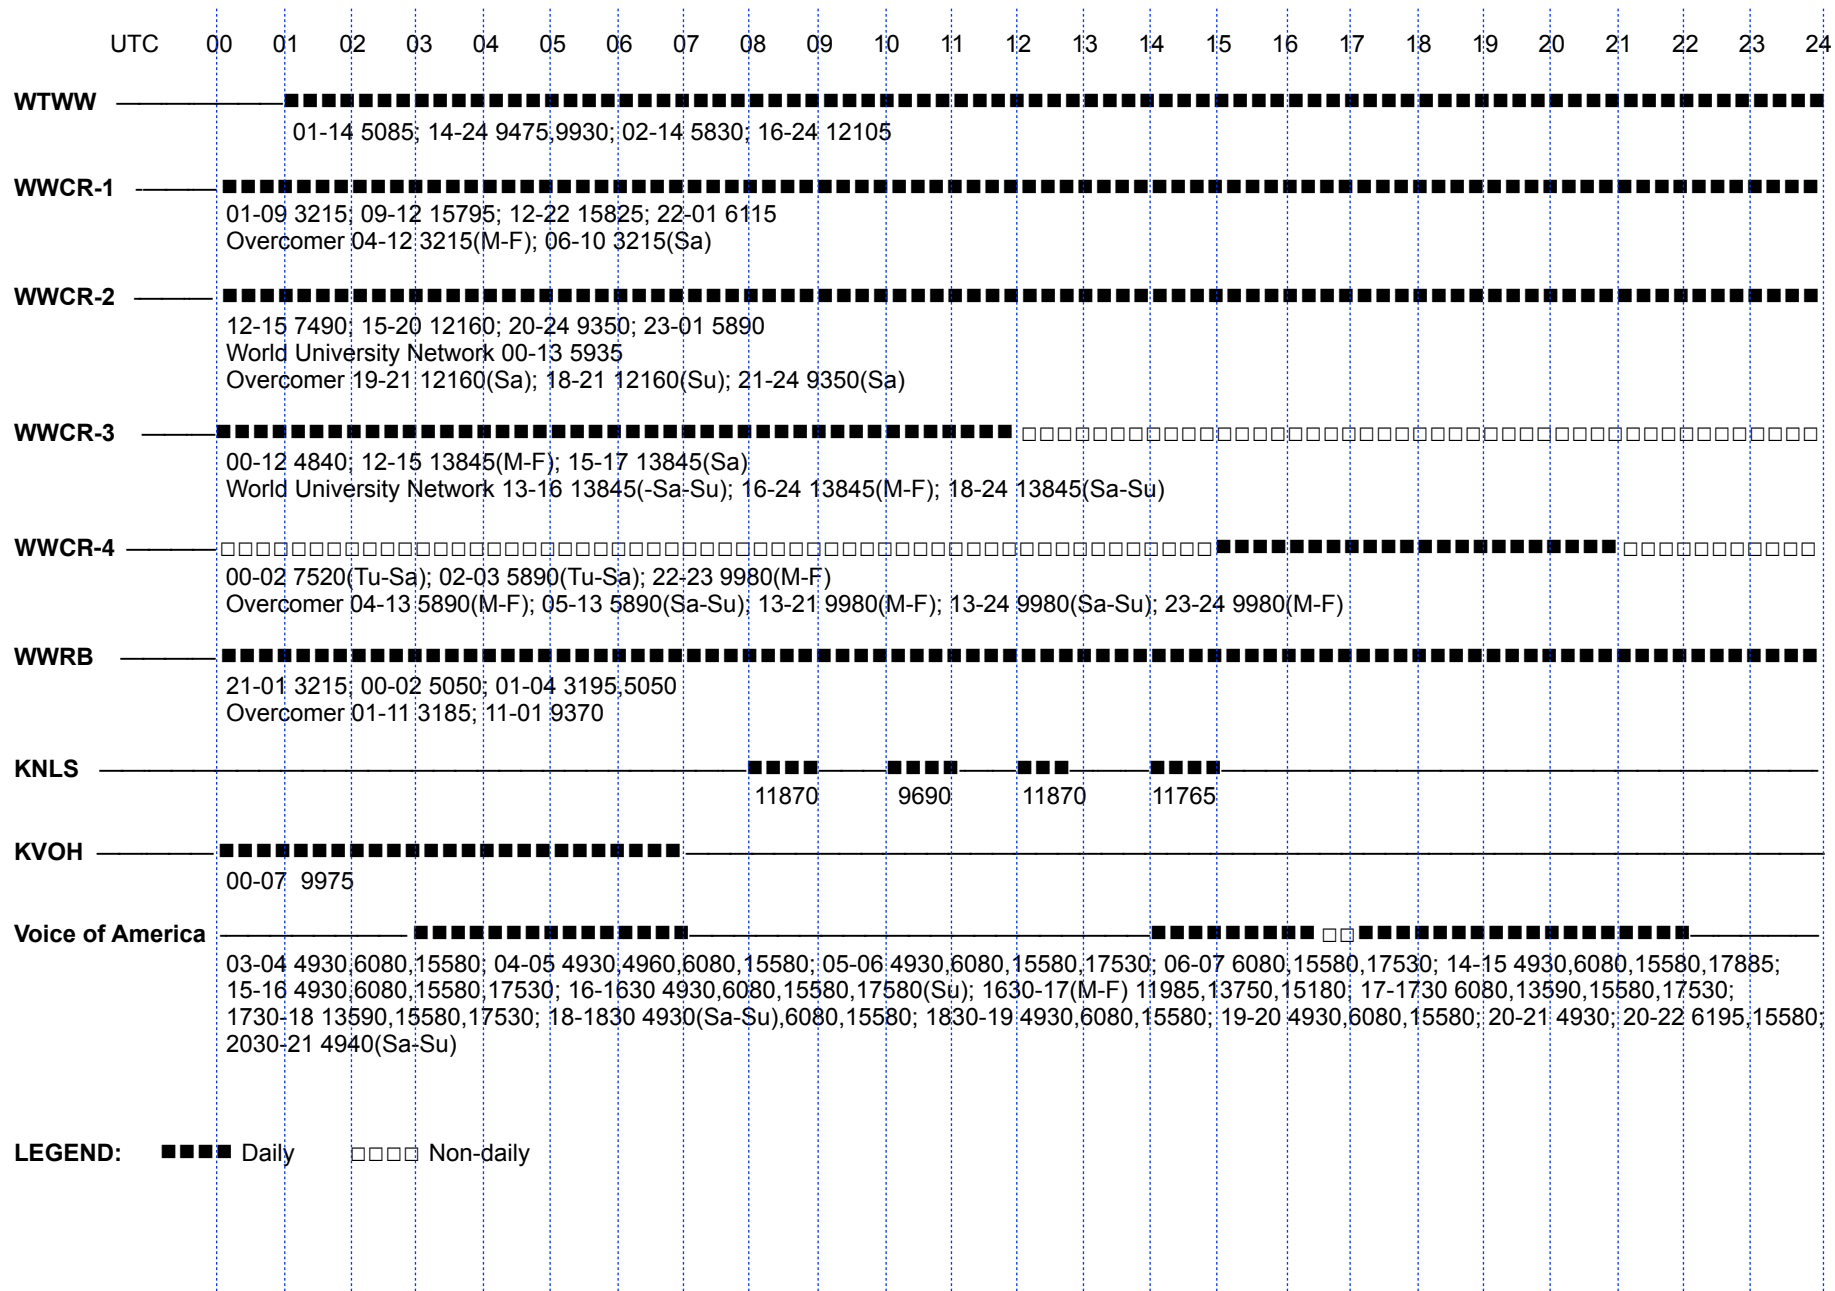 UTC 00 01 02 03 04 05 06 07 08 09 10 11 12 13 14 15 16 17 18 19 20 21 22 23 24
WTWW
01-14 5085; 14-24 9475,9930; 02-14 5830; 16-24 12105
WWCR-1
01-09 3215; 09-12 15795; 12-22 15825; 22-01 6115
Overcomer 04-12 3215(M-F); 06-10 3215(Sa)
WWCR-2
12-15 7490; 15-20 12160; 20-24 9350; 23-01 5890
World University Network 00-13 5935
Overcomer 19-21 12160(Sa); 18-21 12160(Su); 21-24 9350(Sa)
WWCR-3
00-12 4840; 12-15 13845(M-F); 15-17 13845(Sa)
World University Network 13-16 13845(-Sa-Su); 16-24 13845(M-F); 18-24 13845(Sa-Su)
WWCR-4
00-02 7520(Tu-Sa); 02-03 5890(Tu-Sa); 22-23 9980(M-F)
Overcomer 04-13 5890(M-F); 05-13 5890(Sa-Su); 13-21 9980(M-F); 13-24 9980(Sa-Su); 23-24 9980(M-F)
WWRB
21-01 3215; 00-02 5050; 01-04 3195,5050
Overcomer 01-11 3185; 11-01 9370
KNLS
11870 9690 11870 11765
KVOH
00-07 9975
Voice of America
03-04 4930,6080,15580; 04-05 4930,4960,6080,15580; 05-06 4930,6080,15580,17530; 06-07 6080,15580,17530; 14-15 4930,6080,15580,17885;
15-16 4930,6080,15580,17530; 16-1630 4930,6080,15580,17580(Su); 1630-17(M-F) 11985,13750,15180; 17-1730 6080,13590,15580,17530;
1730-18 13590,15580,17530; 18-1830 4930(Sa-Su),6080,15580; 1830-19 4930,6080,15580; 19-20 4930,6080,15580; 20-21 4930; 20-22 6195,15580;
2030-21 4940(Sa-Su)
LEGEND: Daily Non-daily